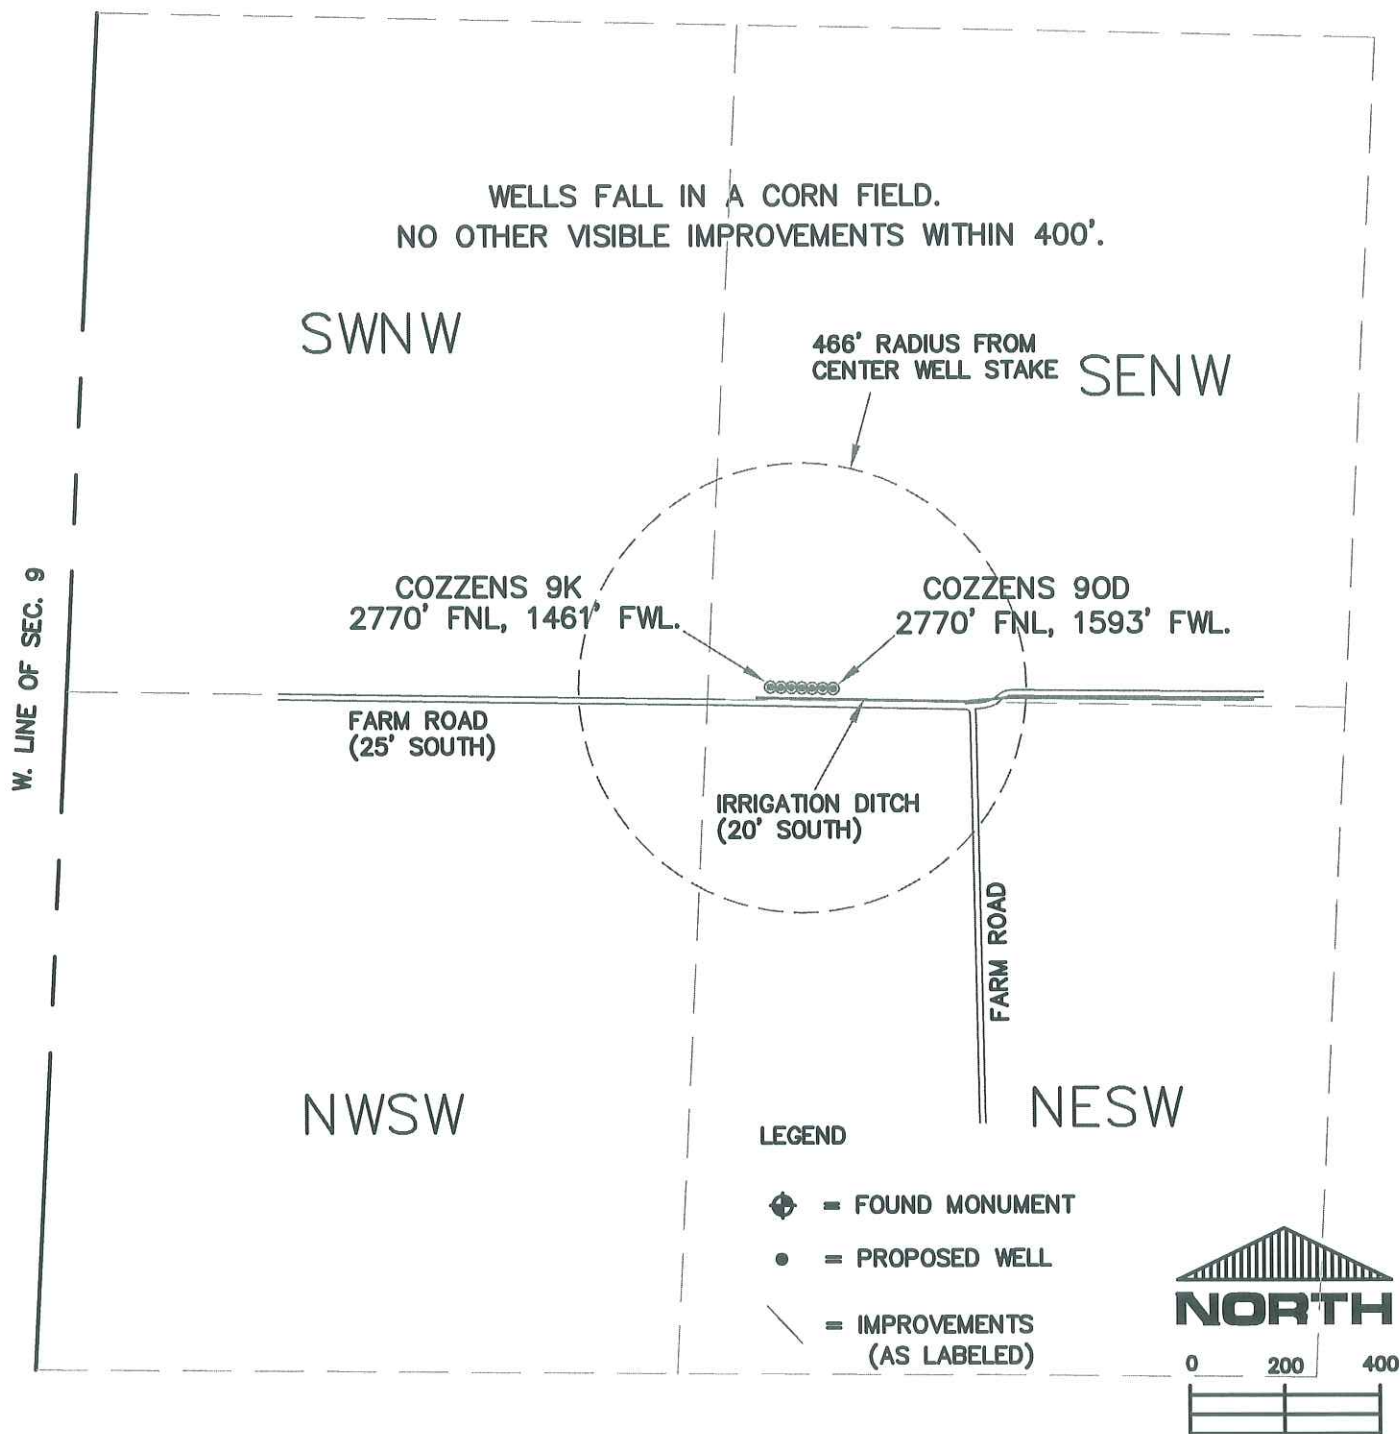 WELLS FALL IN A CORN FIELD.
NO OTHER VISIBLE IMPROVEMENTS WITHIN 400'.
SWNW
466' RADIUS FROM
CENTER WELL STAKE
SENW
W. LINE OF SEC. 9
COZZENS 9K
2770' FNL, 1461' FWL.
COZZENS 9OD
2770' FNL, 1593' FWL.
FARM ROAD
(25' SOUTH)
IRRIGATION DITCH
(20' SOUTH)
FARM ROAD
NWSW
NESW
LEGEND
= FOUND MONUMENT
= PROPOSED WELL
= IMPROVEMENTS
(AS LABELED)
NORTH
0 200 400